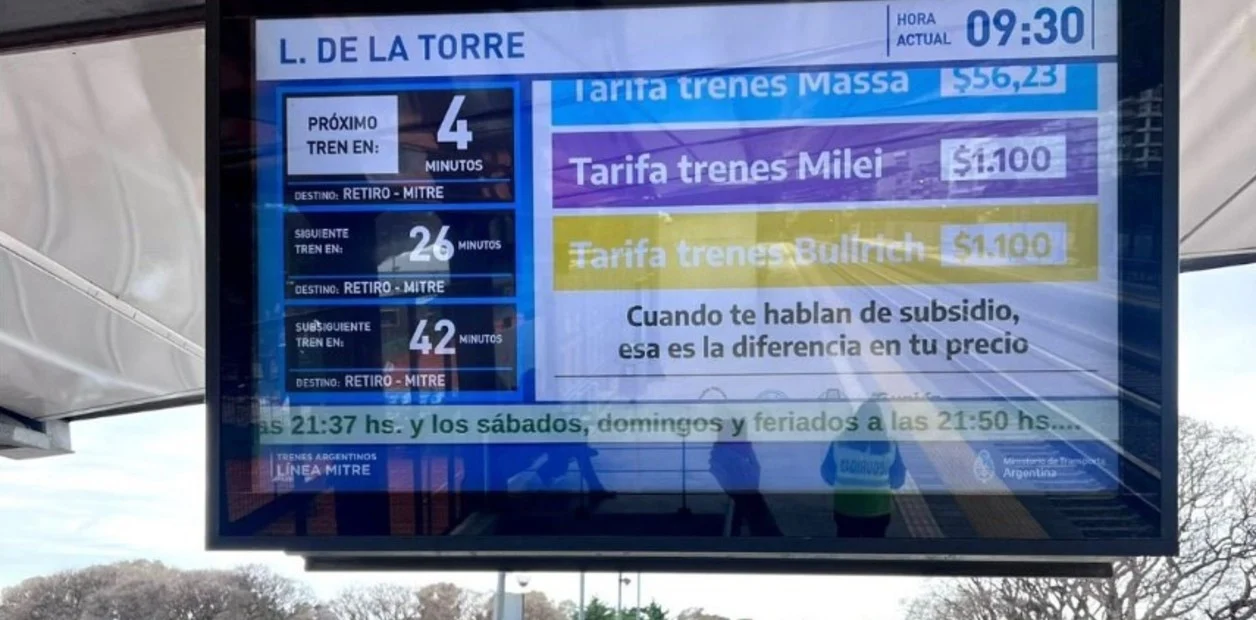 L. DE LA TORRE
HORA
ACTUAL
09:30
PRÓXIMO
TREN EN:
4
MINUTOS
DESTINO: RETIRO - MITRE
SIGUIENTE
TREN EN:
26 MINUTOS
DESTINO: RETIRO - MITRE
SUBSIGUIENTE
TREN EN:
42 MINUTOS
DESTINO: RETIRO - MITRE
Tarifa trenes Massa $56,23
Tarifa trenes Milei $1.100
Tarifa trenes Bullrich $1.100
Cuando te hablan de subsidio,
esa es la diferencia en tu precio
as 21:37 hs. y los sábados, domingos y feriados a las 21:50 hs....
TRENES ARGENTINOS
LÍNEA MITRE
Ministerio de Transporte
Argentina